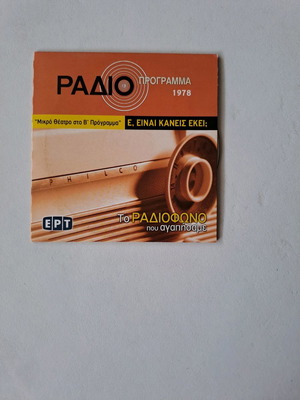 ΡΑΔΙΟ
ΠΡΟΓΡΑΜΜΑ
1978
"Μικρό Θέατρο στο Β' Πρόγραμμα"
Ε, ΕΙΝΑΙ ΚΑΝΕΙΣ ΕΚΕΙ;
PHILCO
ΕΡΤ
Το ΡΑΔΙΟΦΩΝΟ
που αγαπήσαμε